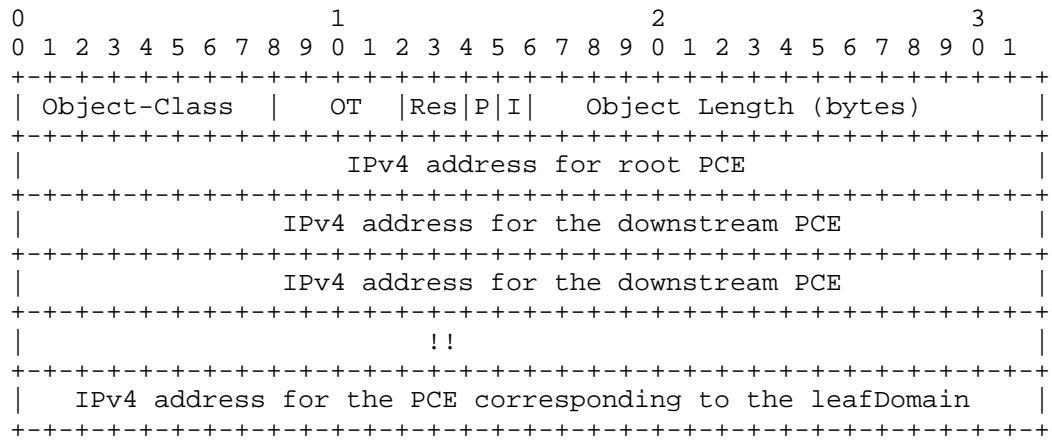 0                   1                   2                   3
0 1 2 3 4 5 6 7 8 9 0 1 2 3 4 5 6 7 8 9 0 1 2 3 4 5 6 7 8 9 0 1
+-+-+-+-+-+-+-+-+-+-+-+-+-+-+-+-+-+-+-+-+-+-+-+-+-+-+-+-+-+-+-+-+
| Object-Class  |   OT  |Res|P|I|   Object Length (bytes)       |
+-+-+-+-+-+-+-+-+-+-+-+-+-+-+-+-+-+-+-+-+-+-+-+-+-+-+-+-+-+-+-+-+
|                    IPv4 address for root PCE                  |
+-+-+-+-+-+-+-+-+-+-+-+-+-+-+-+-+-+-+-+-+-+-+-+-+-+-+-+-+-+-+-+-+
|                IPv4 address for the downstream PCE            |
+-+-+-+-+-+-+-+-+-+-+-+-+-+-+-+-+-+-+-+-+-+-+-+-+-+-+-+-+-+-+-+-+
|                IPv4 address for the downstream PCE            |
+-+-+-+-+-+-+-+-+-+-+-+-+-+-+-+-+-+-+-+-+-+-+-+-+-+-+-+-+-+-+-+-+
|                         !!                                    |
+-+-+-+-+-+-+-+-+-+-+-+-+-+-+-+-+-+-+-+-+-+-+-+-+-+-+-+-+-+-+-+-+
|   IPv4 address for the PCE corresponding to the leafDomain    |
+-+-+-+-+-+-+-+-+-+-+-+-+-+-+-+-+-+-+-+-+-+-+-+-+-+-+-+-+-+-+-+-+